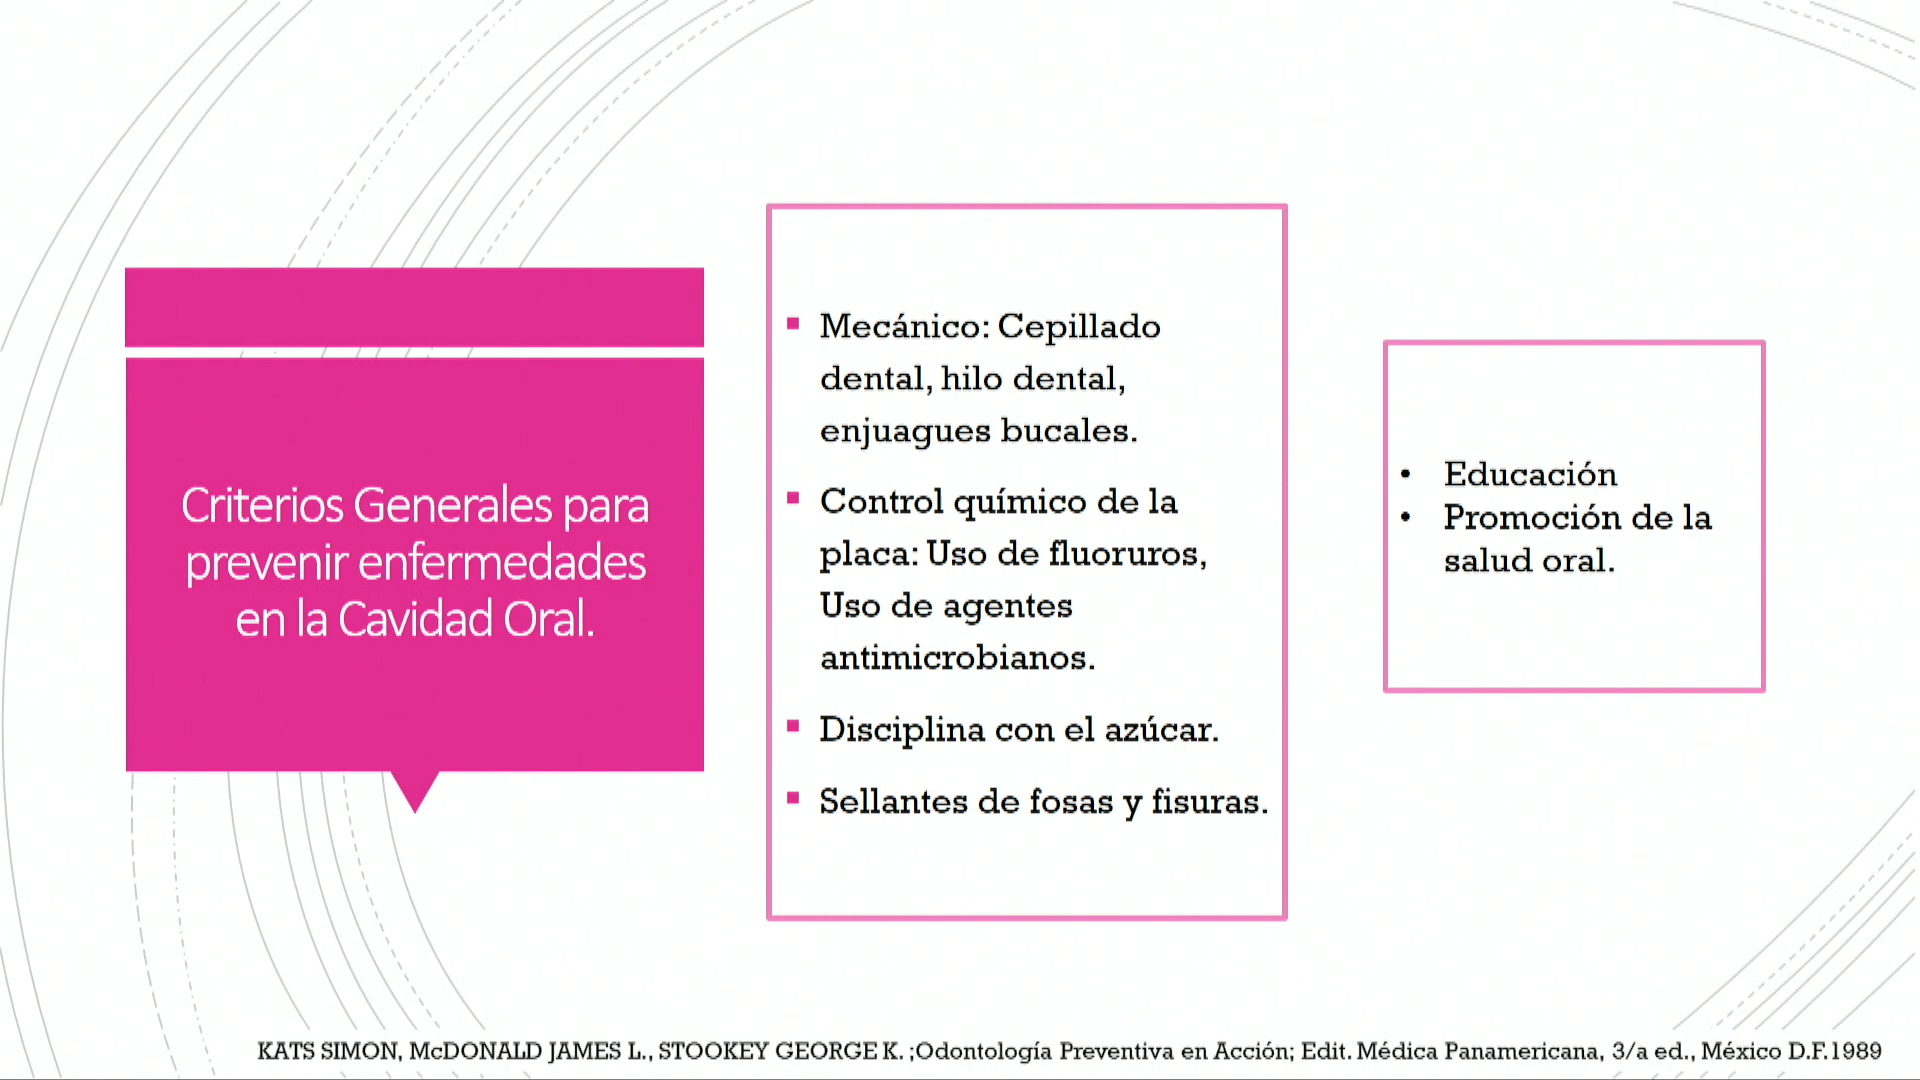 Criterios Generales para
prevenir enfermedades
en la Cavidad Oral.
Mecánico: Cepillado
dental, hilo dental,
enjuagues bucales.
Control químico de la
placa: Uso de fluoruros,
Uso de agentes
antimicrobianos.
Disciplina con el azúcar.
Sellantes de fosas y fisuras.
• Educación
• Promoción de la
salud oral.
KATS SIMON, McDONALD JAMES L., STOOKEY GEORGE K. ;Odontología Preventiva en Acción; Edit. Médica Panamericana, 3/a ed., México D.F.1989